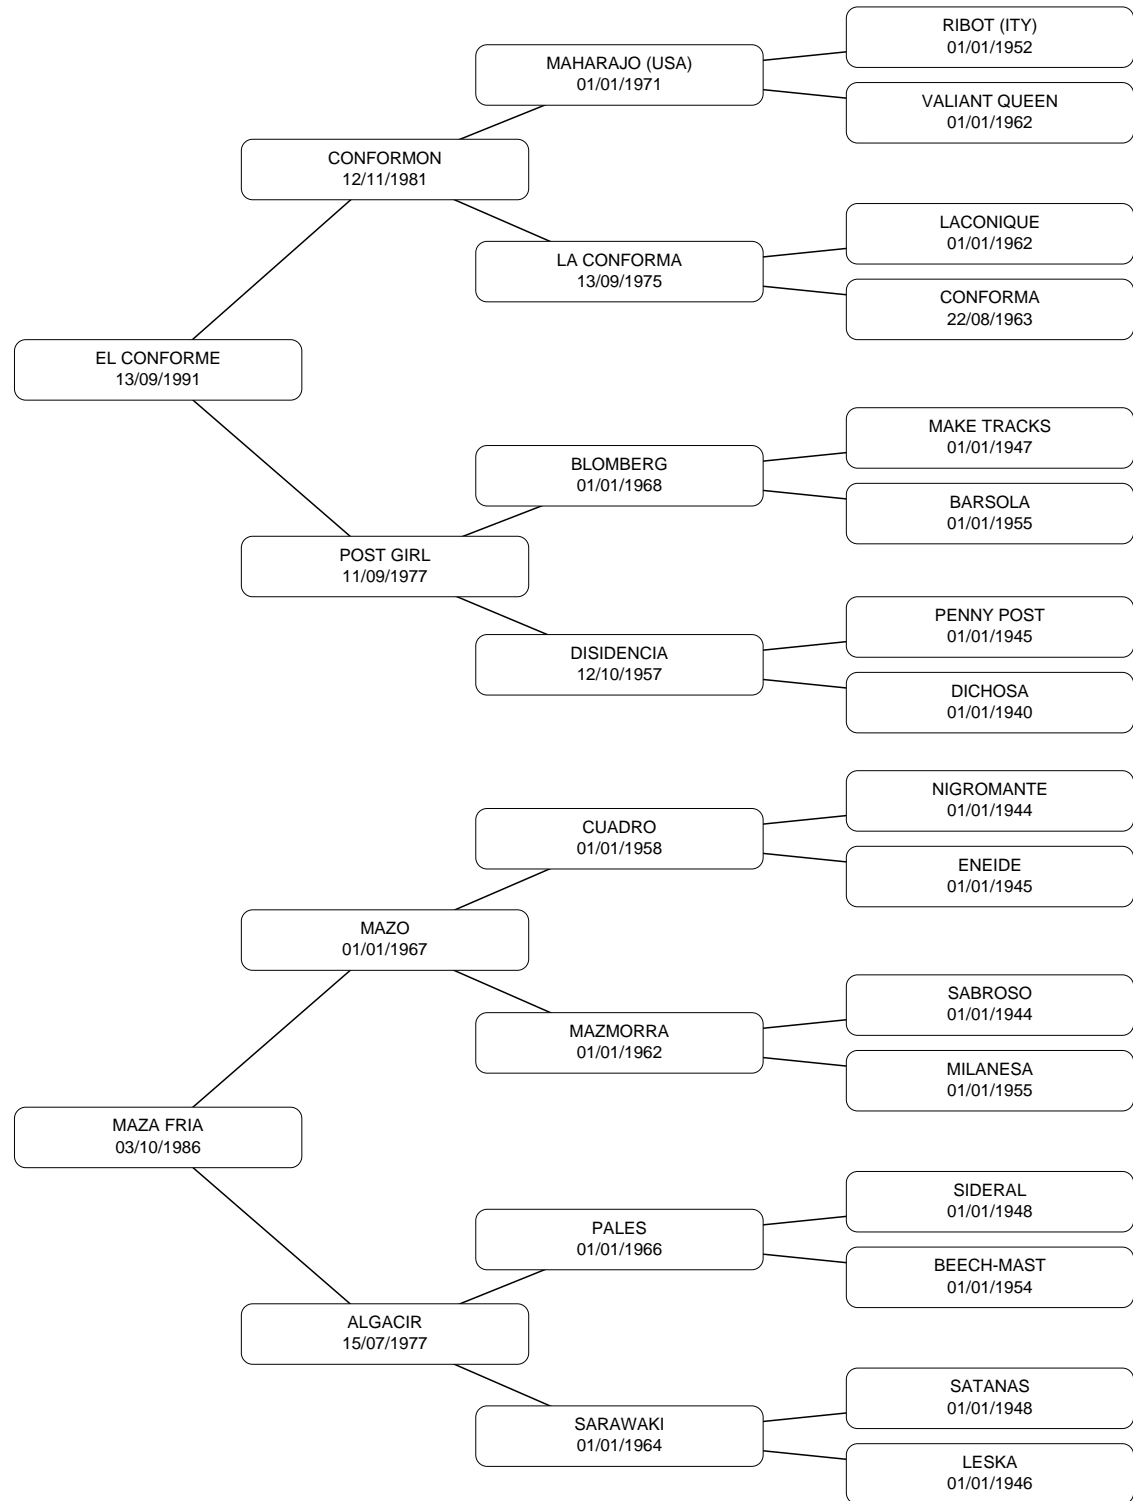 RIBOT (ITY)
01/01/1952
MAHARAJO (USA)
01/01/1971
VALIANT QUEEN
01/01/1962
CONFORMON
12/11/1981
LACONIQUE
01/01/1962
LA CONFORMA
13/09/1975
CONFORMA
22/08/1963
EL CONFORME
13/09/1991
MAKE TRACKS
01/01/1947
BLOMBERG
01/01/1968
BARSOLA
01/01/1955
POST GIRL
11/09/1977
PENNY POST
01/01/1945
DISIDENCIA
12/10/1957
DICHOSA
01/01/1940
NIGROMANTE
01/01/1944
CUADRO
01/01/1958
ENEIDE
01/01/1945
MAZO
01/01/1967
SABROSO
01/01/1944
MAZMORRA
01/01/1962
MILANESA
01/01/1955
MAZA FRIA
03/10/1986
SIDERAL
01/01/1948
PALES
01/01/1966
BEECH-MAST
01/01/1954
ALGACIR
15/07/1977
SATANAS
01/01/1948
SARAWAKI
01/01/1964
LESKA
01/01/1946